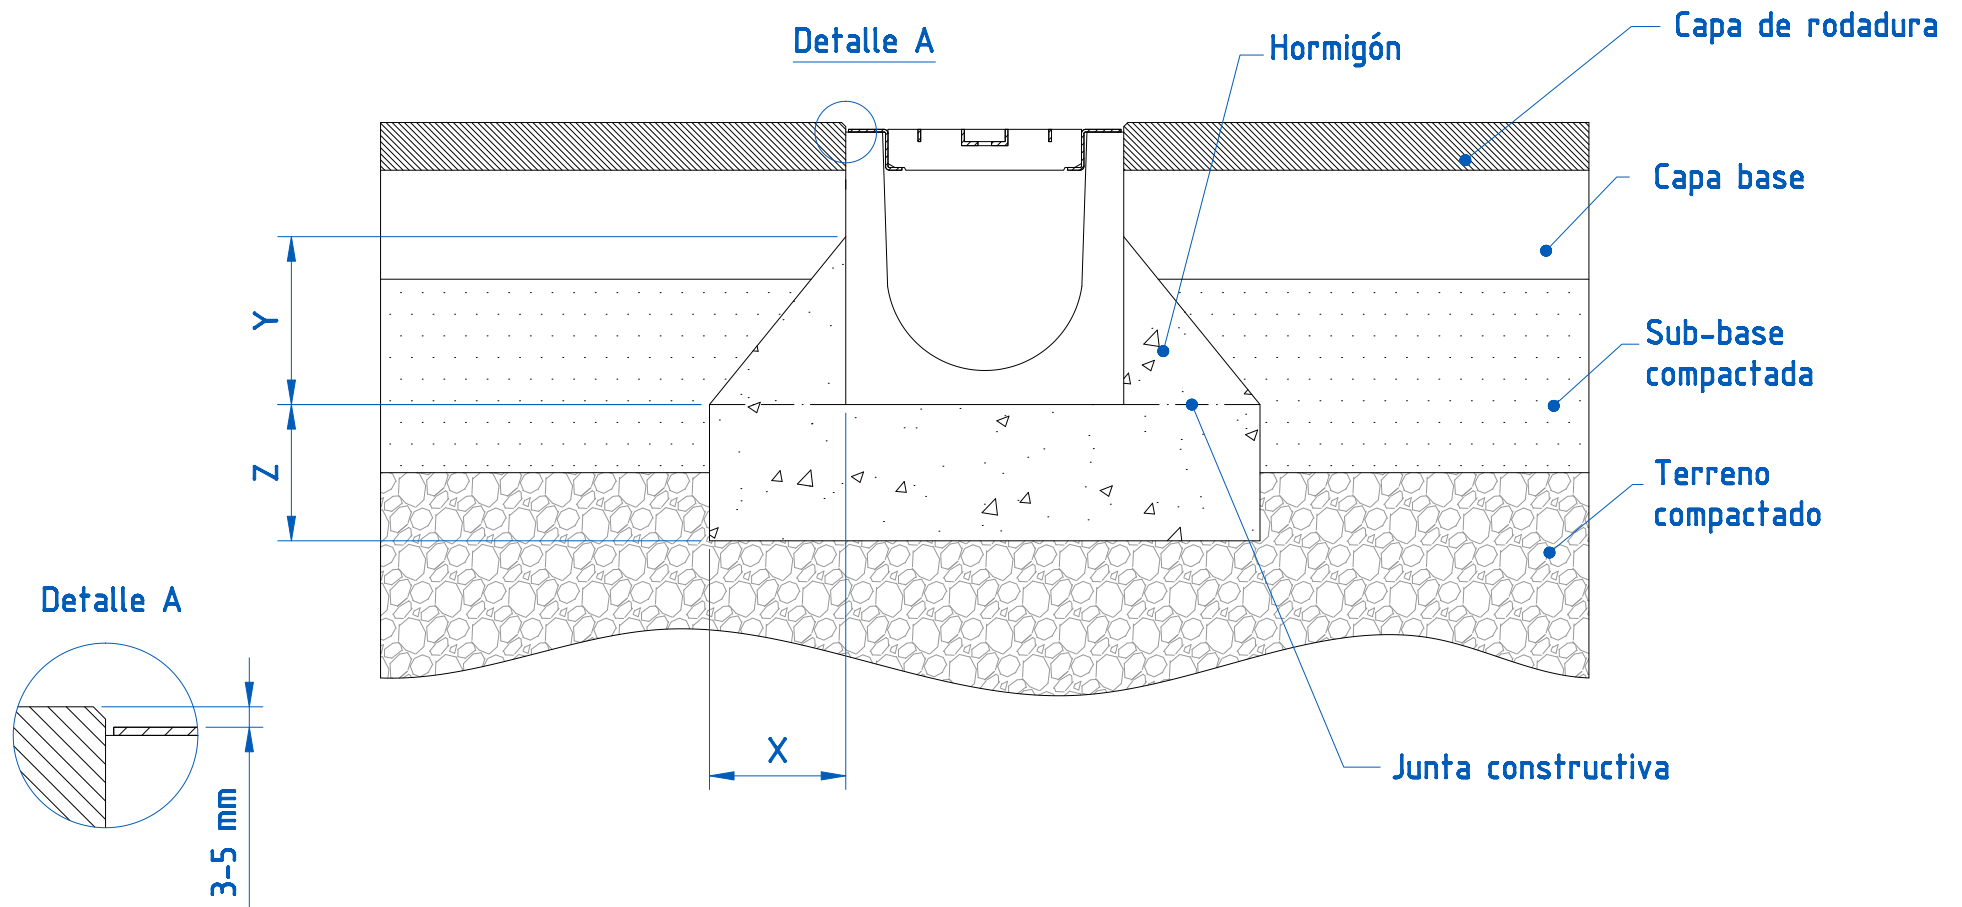 Capa de rodadura
Detalle A
Hormigón
Capa base
Y
Sub-base
compactada
Z
Terreno
compactado
Detalle A
X
Junta constructiva
3-5 mm